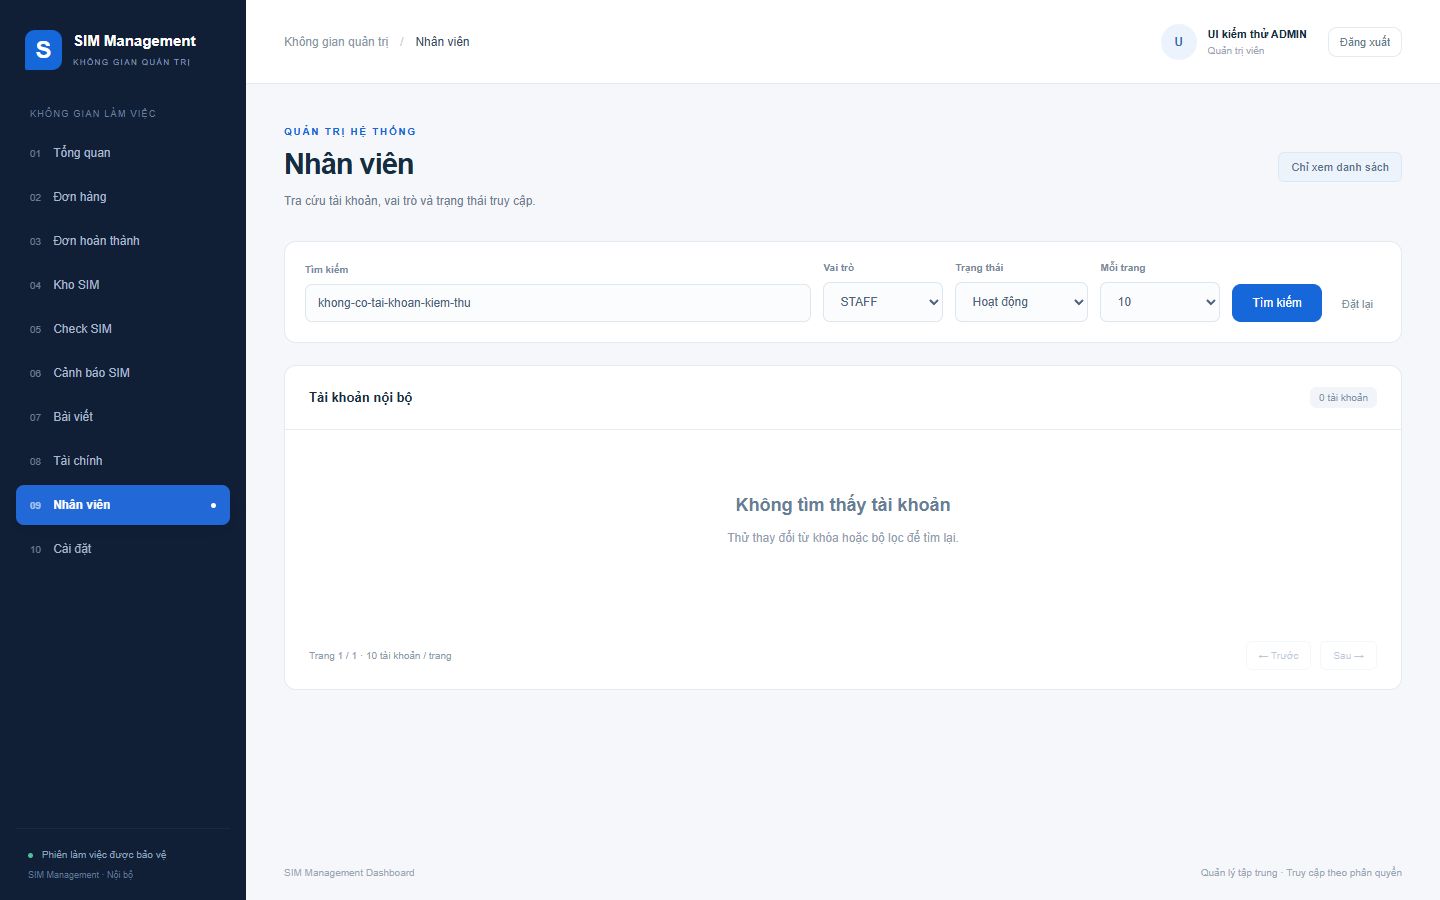 S
SIM Management
KHÔNG GIAN QUẢN TRỊ
KHÔNG GIAN LÀM VIỆC
01 Tổng quan
02 Đơn hàng
03 Đơn hoàn thành
04 Kho SIM
05 Check SIM
06 Cảnh báo SIM
07 Bài viết
08 Tài chính
09 Nhân viên
10 Cài đặt
Phiên làm việc được bảo vệ
SIM Management · Nội bộ
Không gian quản trị / Nhân viên
U
UI kiểm thử ADMIN
Quản trị viên
Đăng xuất
QUẢN TRỊ HỆ THỐNG
Nhân viên
Tra cứu tài khoản, vai trò và trạng thái truy cập.
Chỉ xem danh sách
Tìm kiếm
khong-co-tai-khoan-kiem-thu
Vai trò
STAFF
Trạng thái
Hoạt động
Mỗi trang
10
Tìm kiếm
Đặt lại
Tài khoản nội bộ
0 tài khoản
Không tìm thấy tài khoản
Thử thay đổi từ khóa hoặc bộ lọc để tìm lại.
Trang 1 / 1 · 10 tài khoản / trang
← Trước
Sau →
SIM Management Dashboard
Quản lý tập trung · Truy cập theo phân quyền